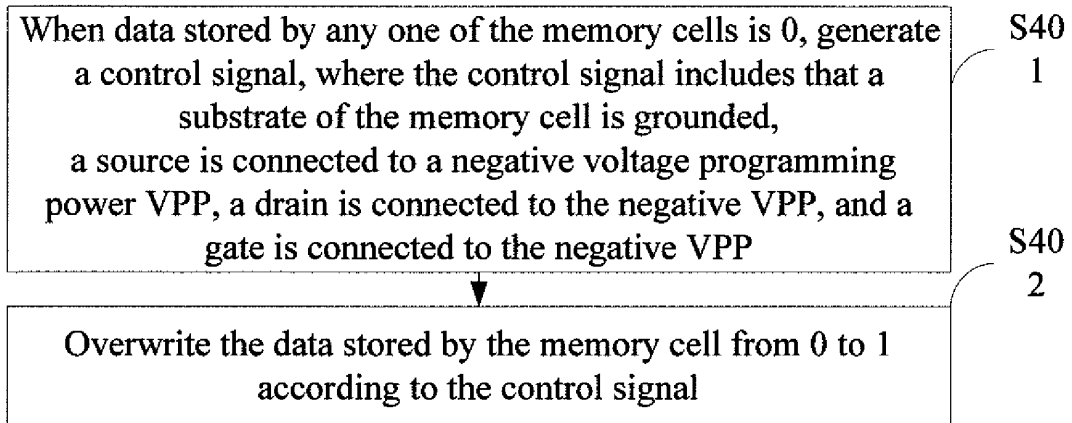 When data stored by any one of the memory cells is 0, generate
a control signal, where the control signal includes that a
substrate of the memory cell is grounded,
a source is connected to a negative voltage programming
power VPP, a drain is connected to the negative VPP, and a
gate is connected to the negative VPP
S40
1
Overwrite the data stored by the memory cell from 0 to 1
according to the control signal
S40
2